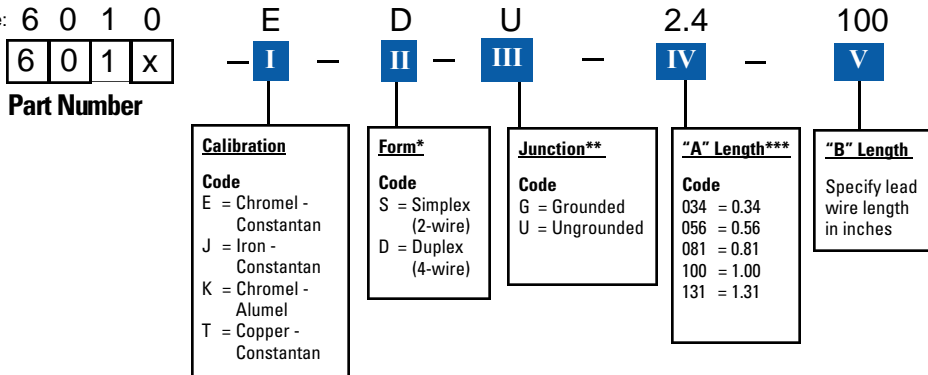 e: 6 0 1 0 E D U 2.4 100
6 0 1 x – I – II – III – IV – V
Part Number
Calibration
Code
E = Chromel -
Constantan
J = Iron -
Constantan
K = Chromel -
Alumel
T = Copper -
Constantan
Form*
Code
S = Simplex
(2-wire)
D = Duplex
(4-wire)
Junction**
Code
G = Grounded
U = Ungrounded
“A” Length***
Code
034 = 0.34
056 = 0.56
081 = 0.81
100 = 1.00
131 = 1.31
“B” Length
Specify lead
wire length
in inches